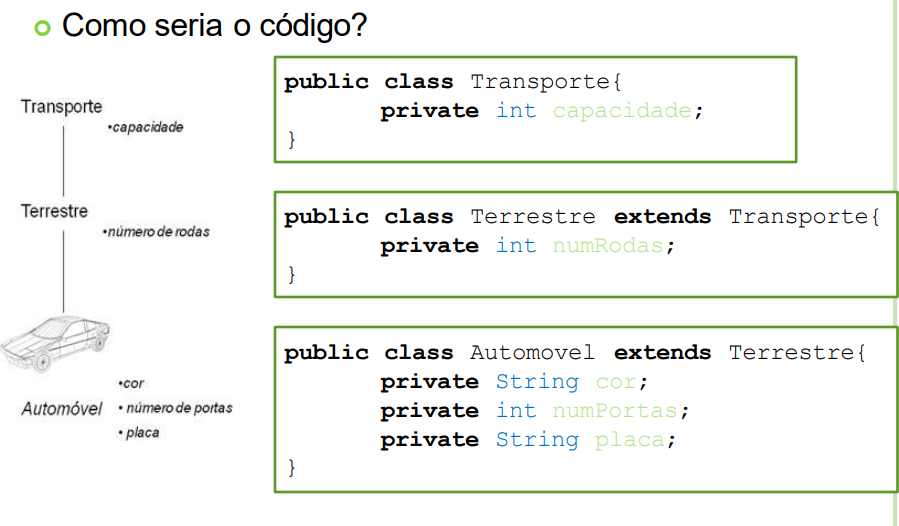 Como seria o código?
Transporte
•capacidade
Terrestre
•número de rodas
•cor
Automóvel • número de portas
• placa
public class Transporte{
private int capacidade;
}
public class Terrestre extends Transporte{
private int numRodas;
}
public class Automovel extends Terrestre{
private String cor;
private int numPortas;
private String placa;
}